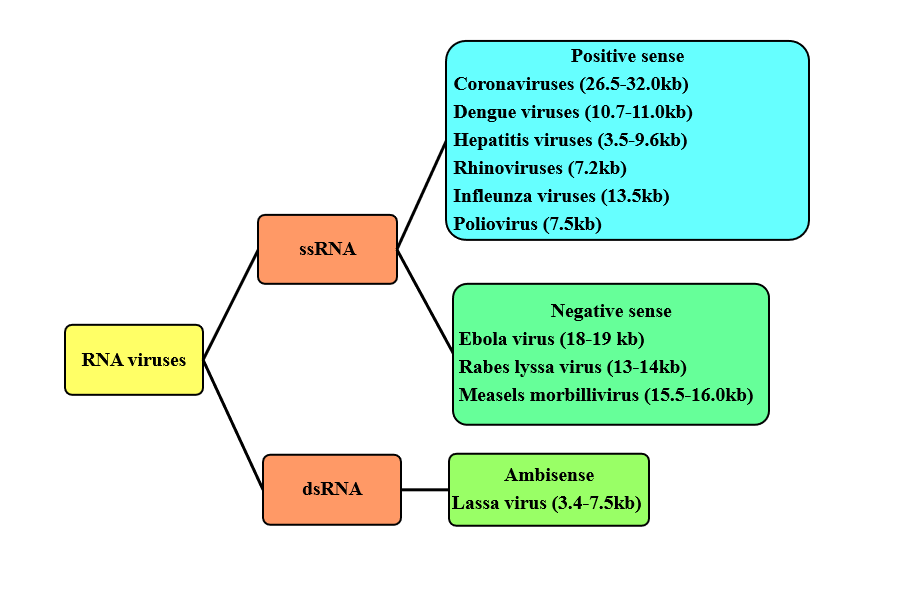 Positive sense
Coronaviruses (26.5-32.0kb)
Dengue viruses (10.7-11.0kb)
Hepatitis viruses (3.5-9.6kb)
Rhinoviruses (7.2kb)
Infleunza viruses (13.5kb)
Poliovirus (7.5kb)
ssRNA
Negative sense
Ebola virus (18-19 kb)
Rabes lyssa virus (13-14kb)
Measels morbillivirus (15.5-16.0kb)
RNA viruses
dsRNA
Ambisense
Lassa virus (3.4-7.5kb)